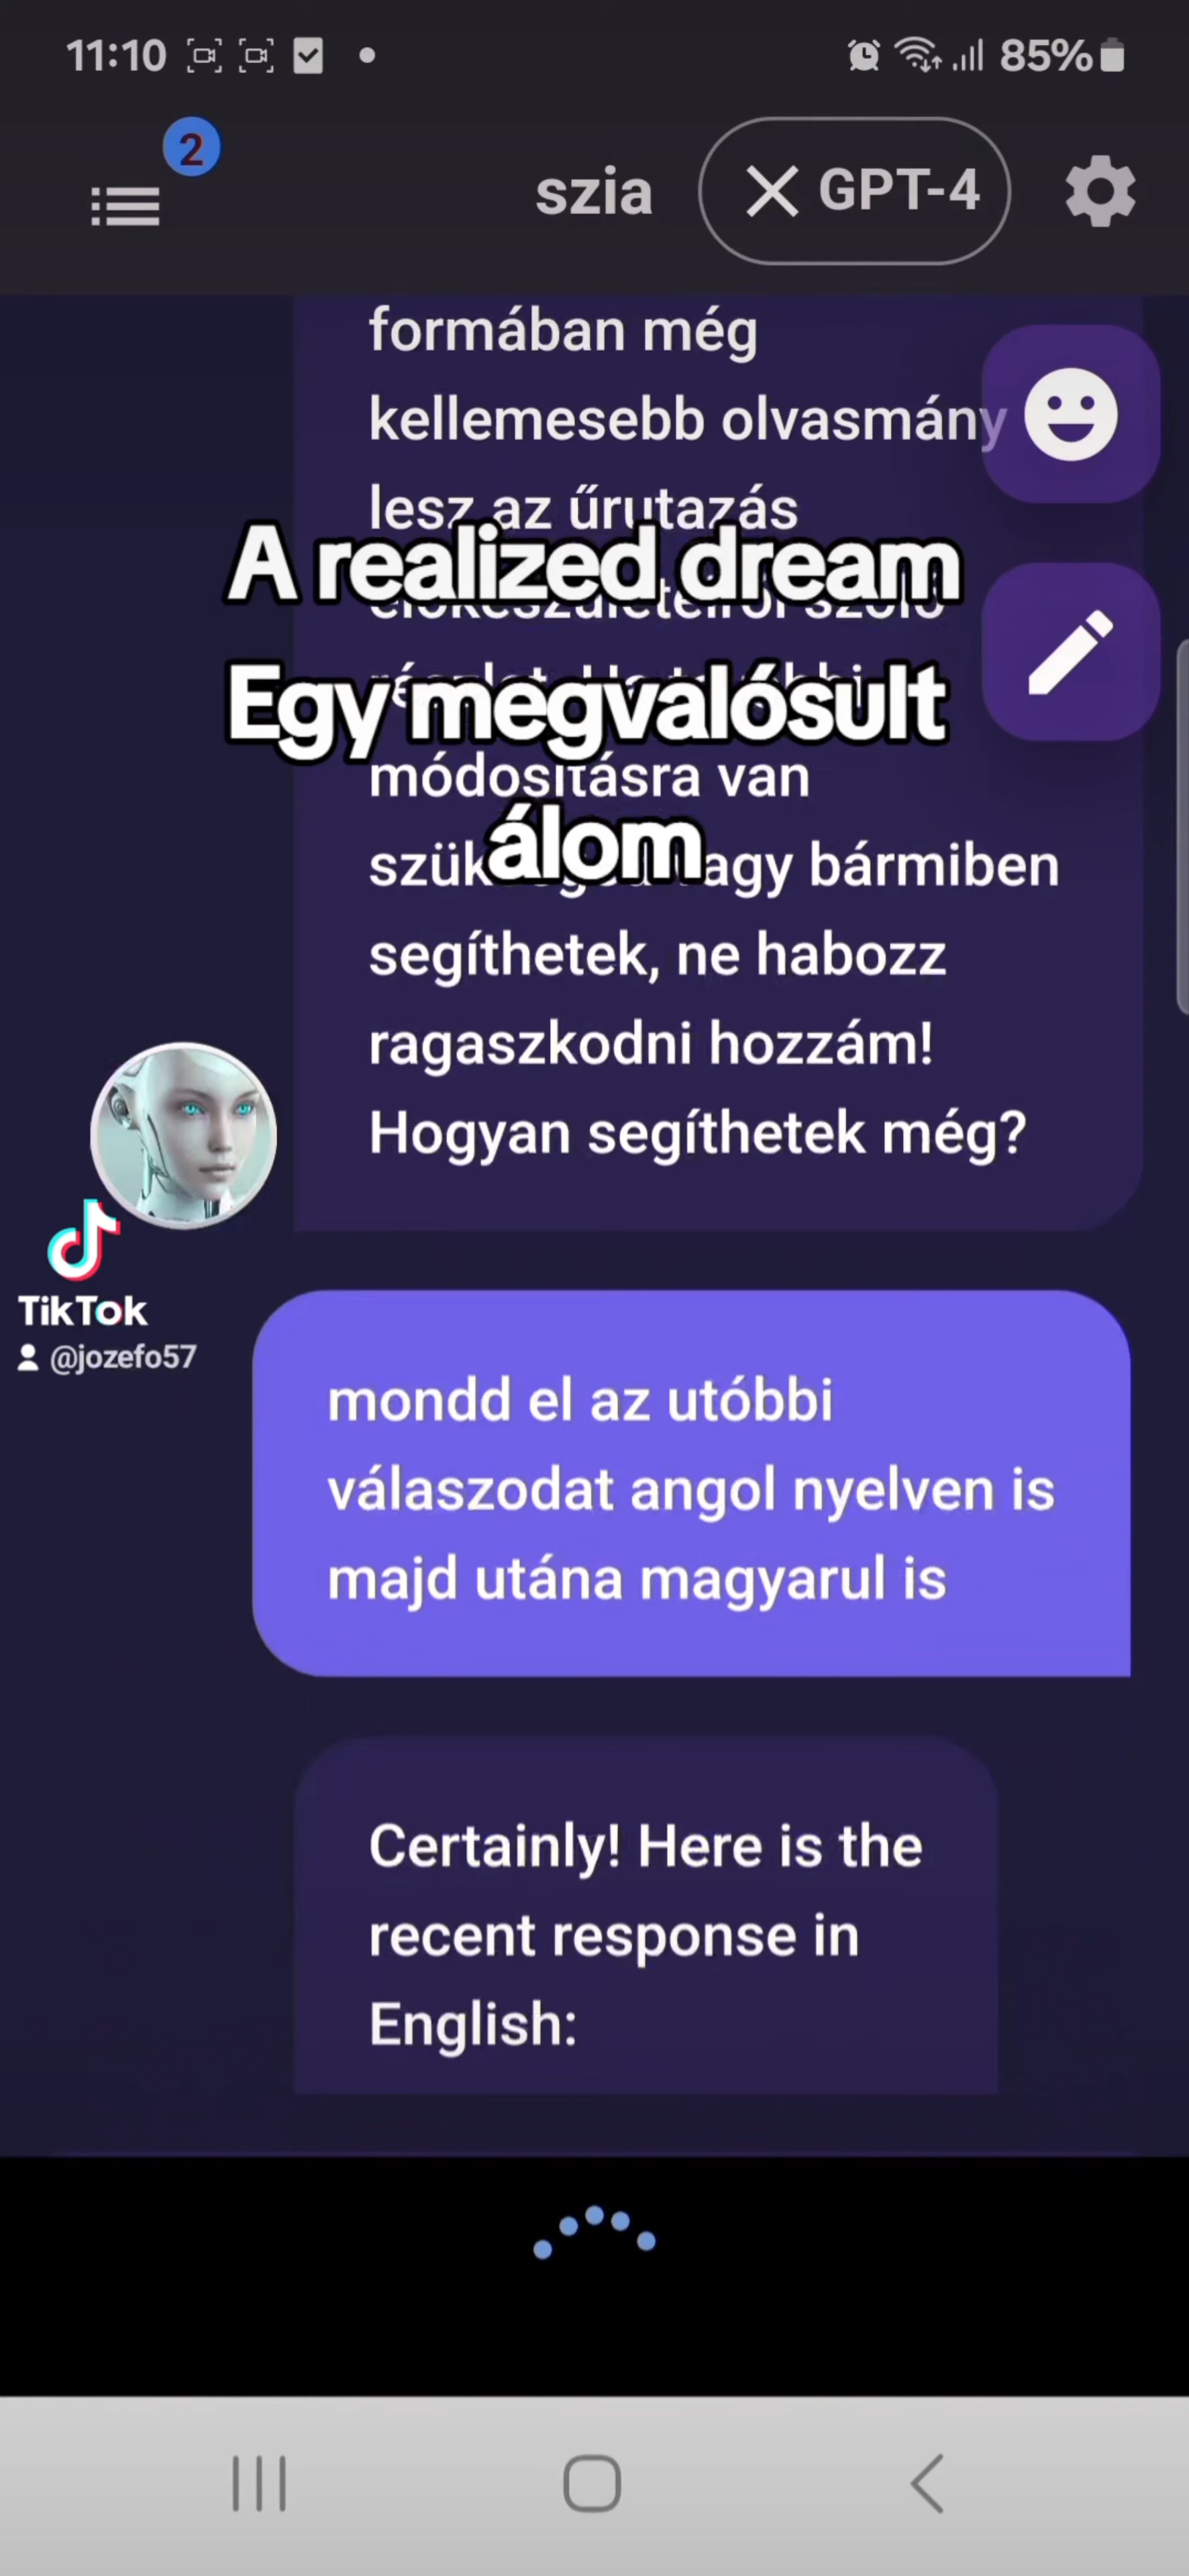 11:10
85%
2
szia
GPT-4
formában még
kellemesebb olvasmány
lesz az űrutazás
A realized dream
Egy megvalósult
módosításra van
álom
agy bármiben
segíthetek, ne habozz
ragaszkodni hozzám!
Hogyan segíthetek még?
TikTok
@jozefo57
mondd el az utóbbi
válaszodat angol nyelven is
majd utána magyarul is
Certainly! Here is the
recent response in
English: